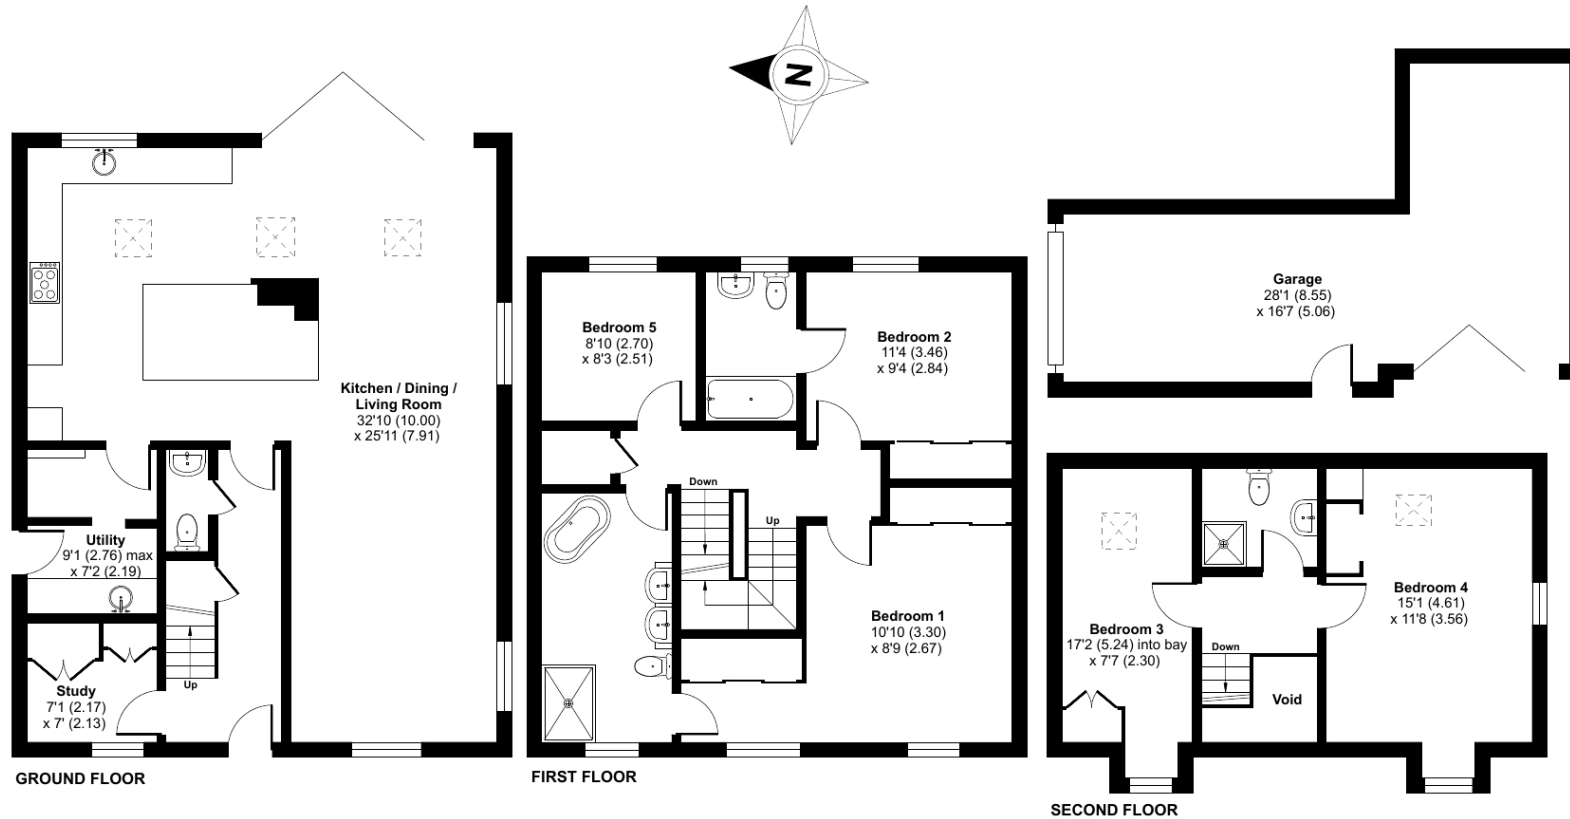 N
Kitchen / Dining /
Living Room
32'10 (10.00)
x 25'11 (7.91)
Utility
9'1 (2.76) max
x 7'2 (2.19)
Study
7'1 (2.17)
x 7' (2.13)
Up
GROUND FLOOR
Bedroom 5
8'10 (2.70)
x 8'3 (2.51)
Bedroom 2
11'4 (3.46)
x 9'4 (2.84)
Down
Up
Bedroom 1
10'10 (3.30)
x 8'9 (2.67)
FIRST FLOOR
Garage
28'1 (8.55)
x 16'7 (5.06)
Bedroom 3
17'2 (5.24) into bay
x 7'7 (2.30)
Down
Void
Bedroom 4
15'1 (4.61)
x 11'8 (3.56)
SECOND FLOOR